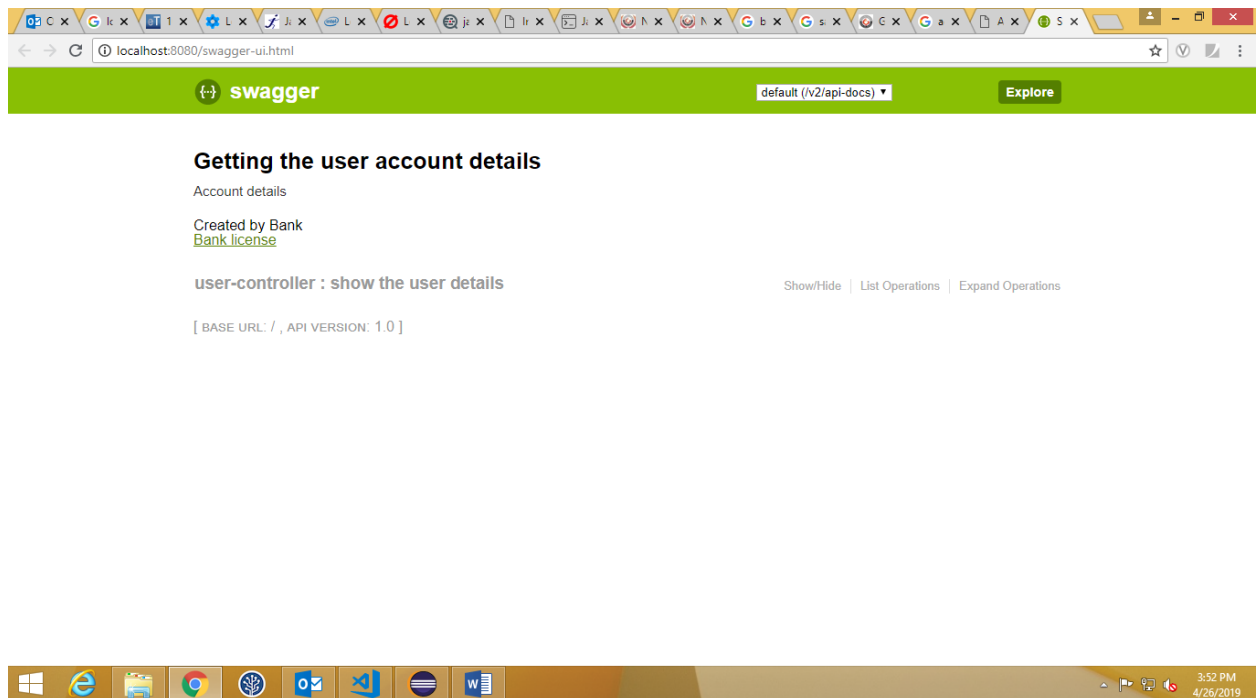 C
G
1
L
L
L
S
localhost:8080/swagger-ui.html
swagger
default (/v2/api-docs)
Explore
Getting the user account details
Account details
Created by Bank
Bank license
user-controller : show the user details
Show/Hide
List Operations
Expand Operations
[ BASE URL: / , API VERSION: 1.0 ]
3:52 PM
4/26/2019